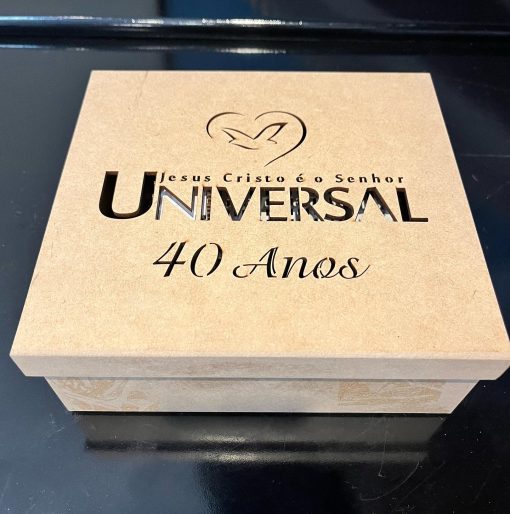 Jesus Cristo é o Senhor
UNIVERSAL
40 Anos